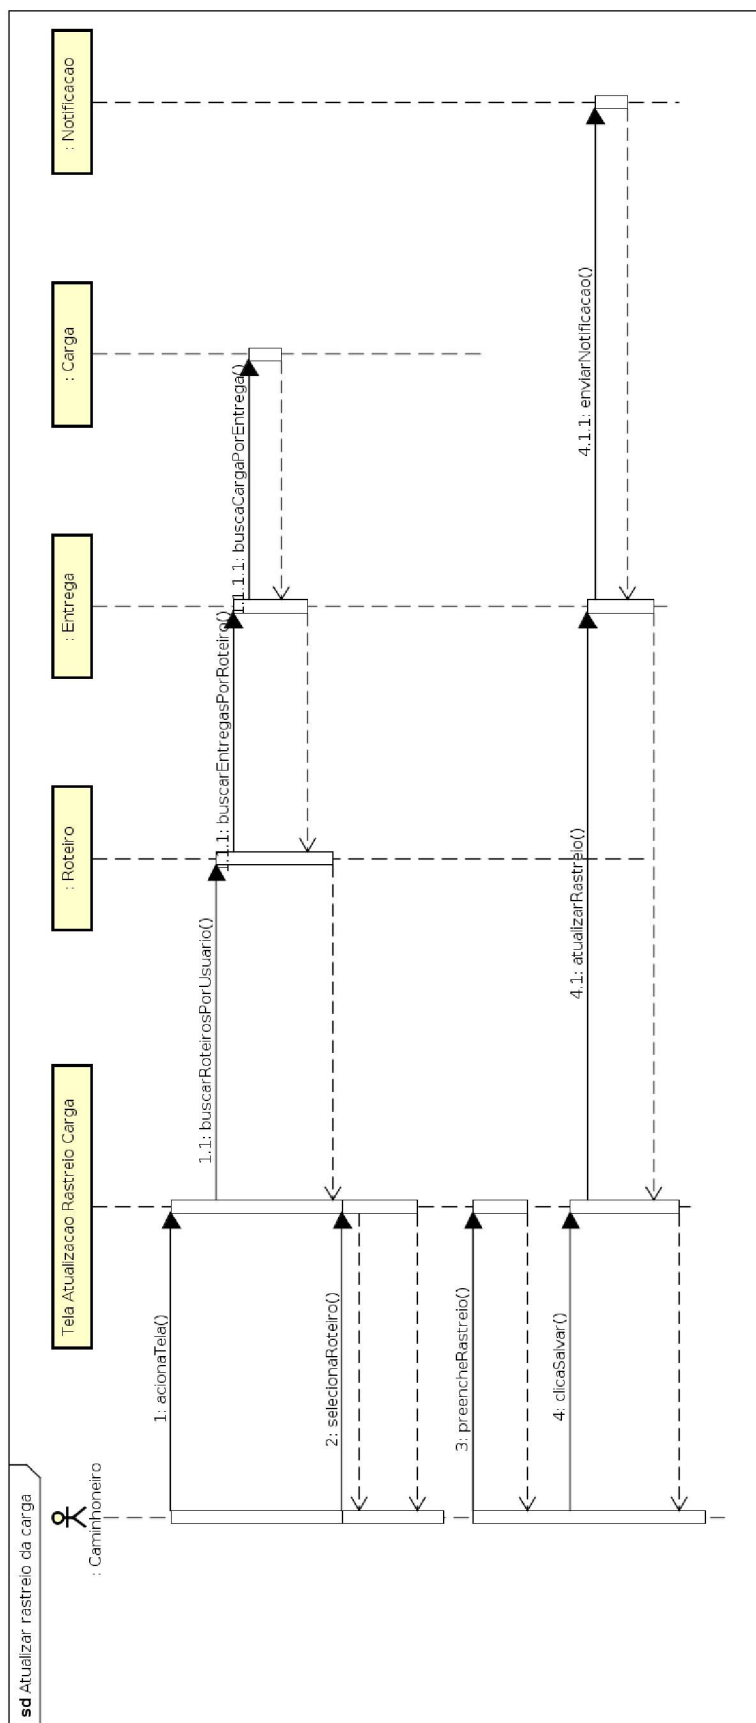 sd Atualizar rastreio da carga
: Caminhoneiro
Tela Atualizacao Rastreio Carga
: Roteiro
: Entrega
: Carga
: Notificacao
1: acionaTela()
1.1: buscarRoteirosPorUsuario()
1.1.1: buscarEntregasPorRoteiro()
1.1.1.1: buscaCargaPorEntrega()
2: selecionaRoteiro()
3: preencheRastreio()
4: clicaSalvar()
4.1: atualizarRastreio()
4.1.1: enviarNotificacao()